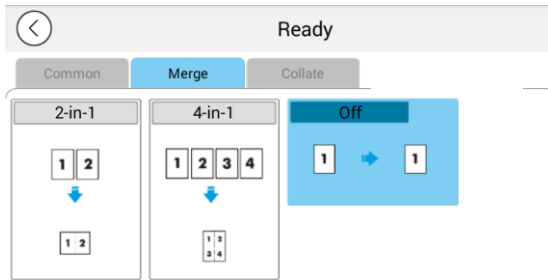 Ready
Common Merge Collate
2-in-1 4-in-1 Off
1 2 1 2 3 4 1 1
1 2 1 2
3 4